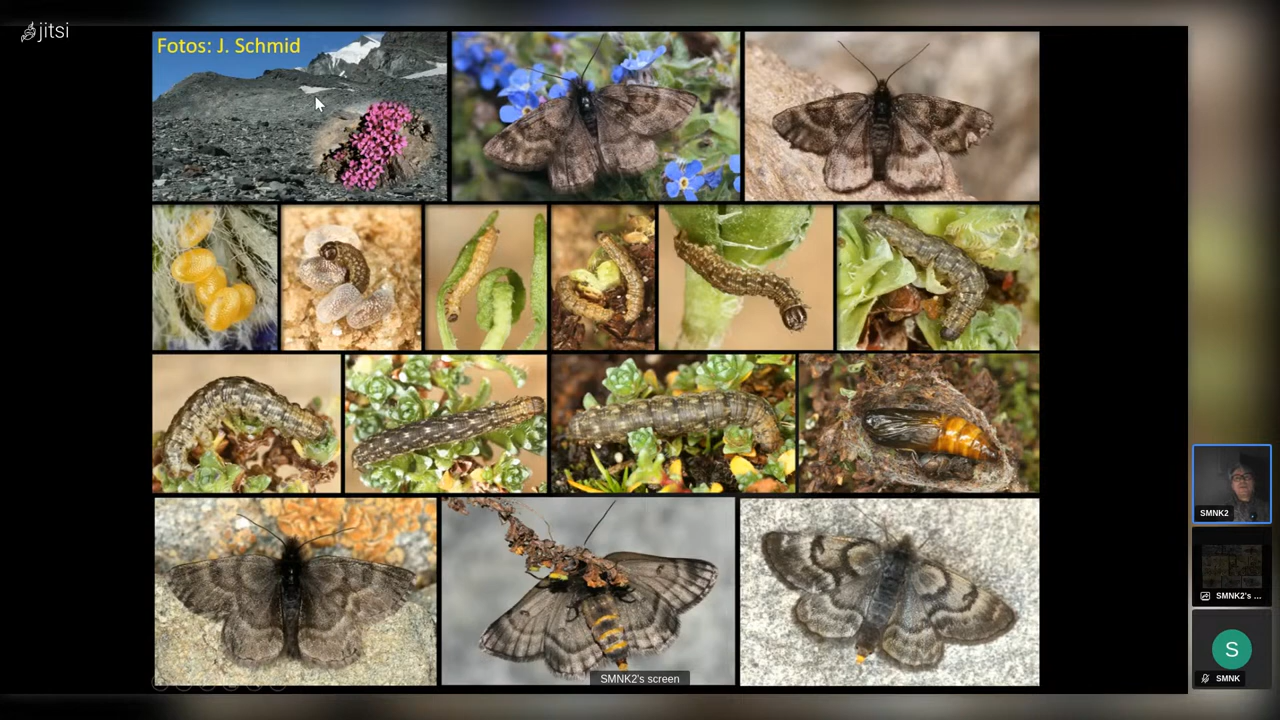 jitsi
Fotos: J. Schmid
SMNK2
SMNK2's ...
S
SMNK
SMNK2's screen